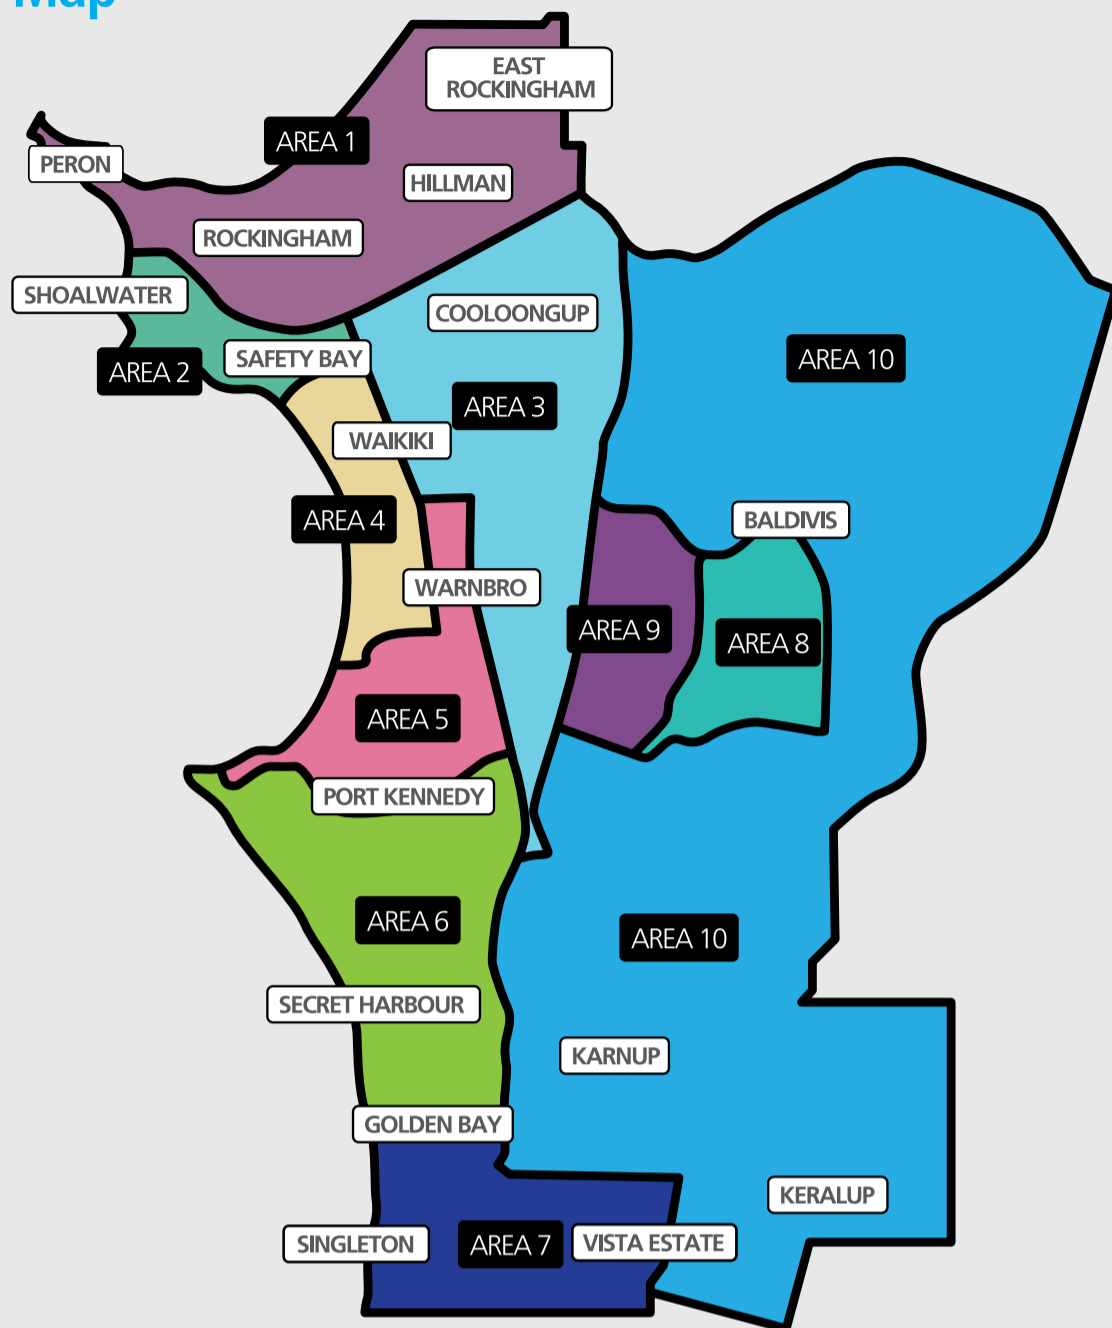 Map
EAST
ROCKINGHAM
AREA 1
PERON
HILLMAN
ROCKINGHAM
SHOALWATER
COOLOONGUP
SAFETY BAY
AREA 10
AREA 2
AREA 3
WAIKIKI
AREA 4
BALDIVIS
WARNBRO
AREA 9
AREA 8
AREA 5
PORT KENNEDY
AREA 6
AREA 10
SECRET HARBOUR
KARNUP
GOLDEN BAY
KERALUP
SINGLETON
AREA 7
VISTA ESTATE